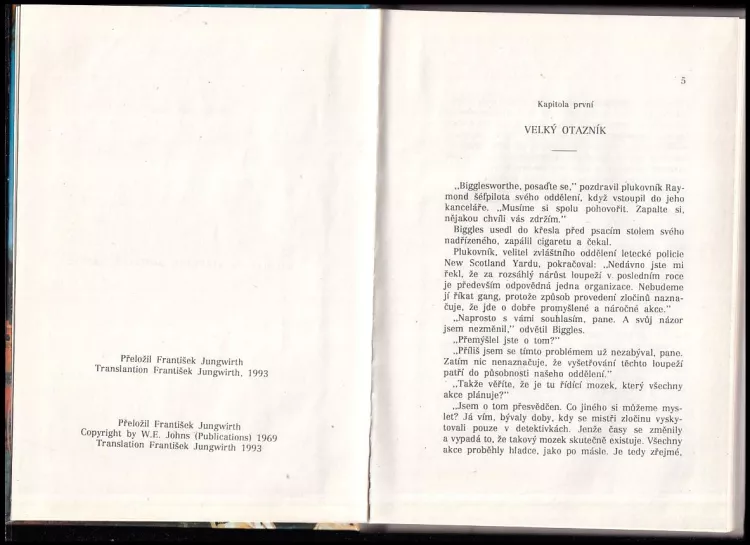 Přeložil František Jungwirth
Translantion František Jungwirth, 1993
Přeložil František Jungwirth
Copyright by W.E. Johns (Publications) 1969
Translation František Jungwirth 1993
5
Kapitola první
VELKÝ OTAZNÍK
„Bigglesworthe, posaďte se,“ pozdravil plukovník Ray-
mond šéfpilota svého oddělení, když vstoupil do jeho
kanceláře. „Musíme si spolu pohovořit. Zapalte si,
nějakou chvíli vás zdržím.“
Biggles usedl do křesla před psacím stolem svého
nadřízeného, zapálil cigaretu a čekal.
Plukovník, velitel zvláštního oddělení letecké policie
New Scotland Yardu, pokračoval: „Nedávno jste mi
řekl, že za rozsáhlý nárůst loupeží v posledním roce
je především odpovědná jedna organizace. Nebudeme
jí říkat gang, protože způsob provedení zločinů nazna-
čuje, že jde o dobře promyšlené a náročné akce.“
„Naprosto s vámi souhlasím, pane. A svůj názor
jsem nezměnil,“ odvětil Biggles.
„Přemýšlel jste o tom?“
„Příliš jsem se tímto problémem už nezabýval, pane.
Zatím nic nenaznačuje, že vyšetřování těchto loupeží
patří do působnosti našeho oddělení.“
„Takže věříte, že je tu řídící mozek, který všechny
akce plánuje?“
„Jsem o tom přesvědčen. Co jiného si můžeme mys-
let? Já vím, bývaly doby, kdy se mistři zločinu vysky-
tovali pouze v detektivkách. Jenže časy se změnily
a vypadá to, že takový mozek skutečně existuje. Všechny
akce proběhly hladce, jako po másle. Je tedy zřejmé,